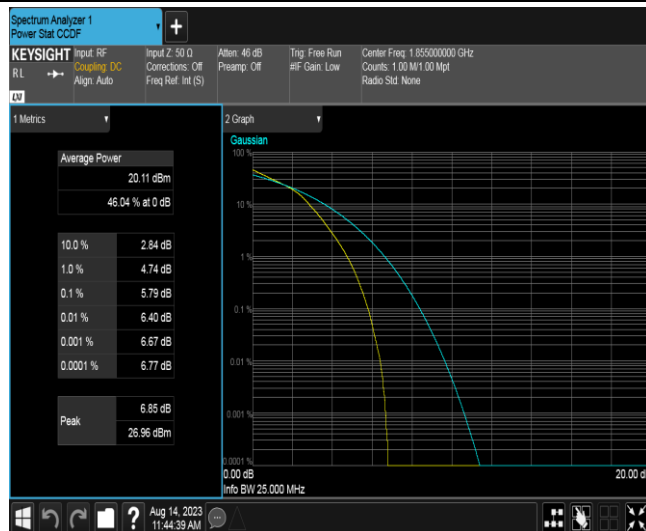 Spectrum Analyzer 1
Power Stat CCDF
KEYSIGHT
RL
Input: RF
Coupling: DC
Align: Auto
Input Z: 50 Ω
Corrections: Off
Freq Ref: Int (S)
Atten: 46 dB
Preamp: Off
Trig: Free Run
#IF Gain: Low
Center Freq: 1.855000000 GHz
Counts: 1.00 M/1.00 Mpt
Radio Std: None
1 Metrics
Average Power
20.11 dBm
46.04 % at 0 dB
10.0 % 2.84 dB
1.0 % 4.74 dB
0.1 % 5.79 dB
0.01 % 6.40 dB
0.001 % 6.67 dB
0.0001 % 6.77 dB
Peak 6.85 dB
26.96 dBm
2 Graph
Gaussian
100 %
10 %
1 %
0.1 %
0.01 %
0.001 %
0.0001 %
0.00 dB
20.00 d
Info BW 25.000 MHz
Aug 14, 2023
11:44:39 AM